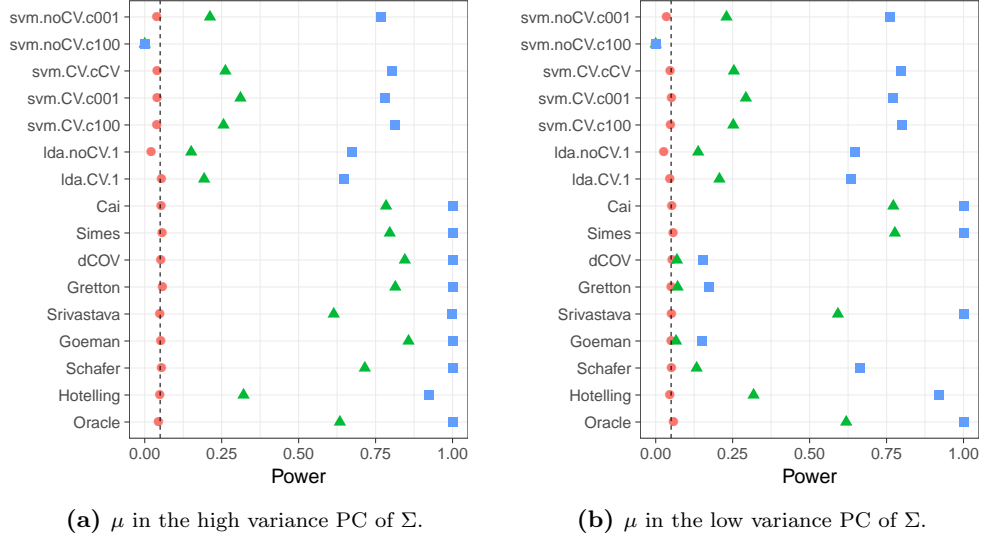 svm.noCV.c001
svm.noCV.c100
svm.CV.cCV
svm.CV.c001
svm.CV.c100
lda.noCV.1
lda.CV.1
Cai
Simes
dCOV
Gretton
Srivastava
Goeman
Schafer
Hotelling
Oracle
0.00 0.25 0.50 0.75 1.00
Power
(a) μ in the high variance PC of Σ.
svm.noCV.c001
svm.noCV.c100
svm.CV.cCV
svm.CV.c001
svm.CV.c100
lda.noCV.1
lda.CV.1
Cai
Simes
dCOV
Gretton
Srivastava
Goeman
Schafer
Hotelling
Oracle
0.00 0.25 0.50 0.75 1.00
Power
(b) μ in the low variance PC of Σ.